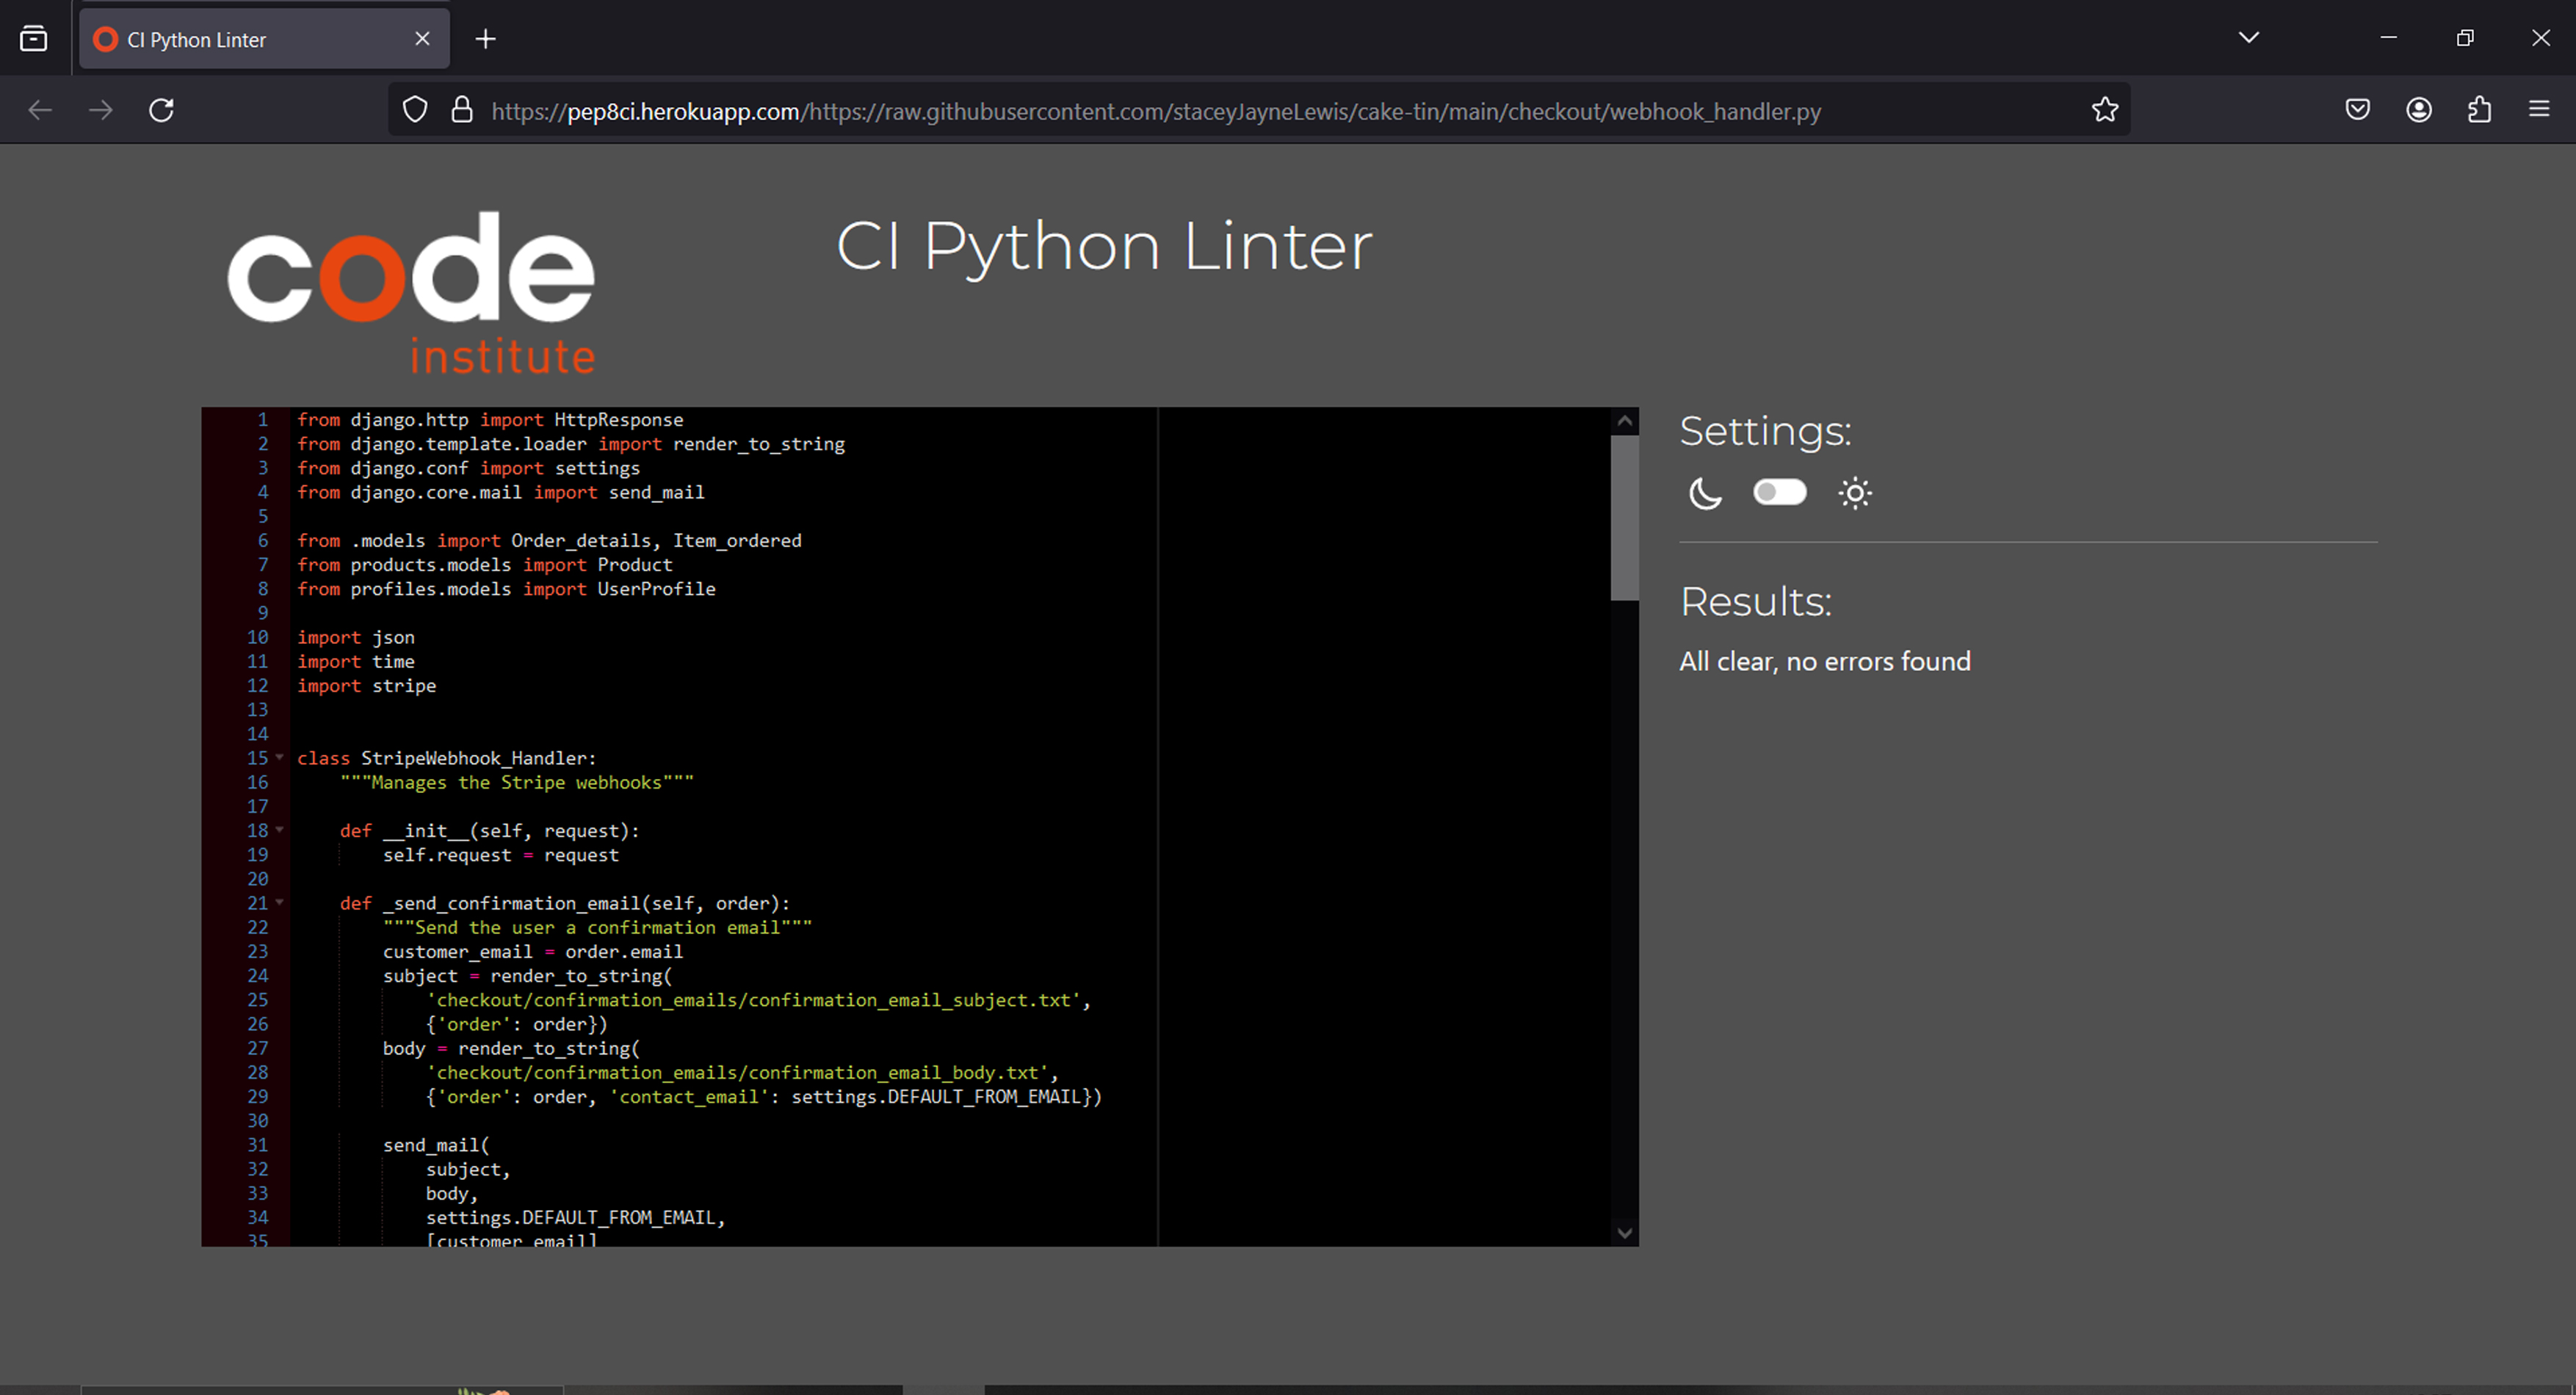 CI Python Linter
https://pep8ci.herokuapp.com/https://raw.githubusercontent.com/staceyJayneLewis/cake-tin/main/checkout/webhook_handler.py
code
institute
CI Python Linter
1 from django.http import HttpResponse
2 from django.template.loader import render_to_string
3 from django.conf import settings
4 from django.core.mail import send_mail
5
6 from .models import Order_details, Item_ordered
7 from products.models import Product
8 from profiles.models import UserProfile
9
10 import json
11 import time
12 import stripe
13
14
15 class StripeWebhook_Handler:
16     """Manages the Stripe webhooks"""
17
18     def __init__(self, request):
19         self.request = request
20
21     def _send_confirmation_email(self, order):
22         """Send the user a confirmation email"""
23         customer_email = order.email
24         subject = render_to_string(
25             'checkout/confirmation_emails/confirmation_email_subject.txt',
26             {'order': order})
27         body = render_to_string(
28             'checkout/confirmation_emails/confirmation_email_body.txt',
29             {'order': order, 'contact_email': settings.DEFAULT_FROM_EMAIL})
30
31         send_mail(
32             subject,
33             body,
34             settings.DEFAULT_FROM_EMAIL,
35             [customer_email]
Settings:
Results:
All clear, no errors found